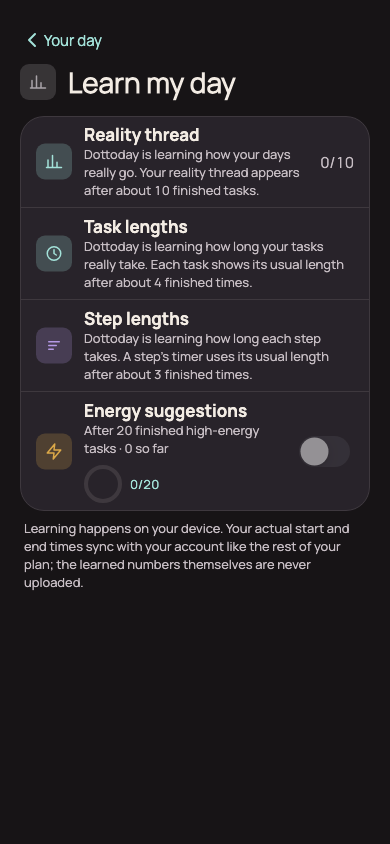 Your day
Learn my day
Reality thread
Dottoday is learning how your days
really go. Your reality thread appears
after about 10 finished tasks.
0/10
Task lengths
Dottoday is learning how long your tasks
really take. Each task shows its usual length
after about 4 finished times.
Step lengths
Dottoday is learning how long each step
takes. A step's timer uses its usual length
after about 3 finished times.
Energy suggestions
After 20 finished high-energy
tasks · 0 so far
0/20
Learning happens on your device. Your actual start and
end times sync with your account like the rest of your
plan; the learned numbers themselves are never
uploaded.